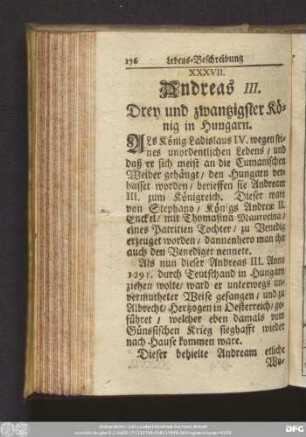 176 Lebens-Beschreibung
XXXVII.
Andreas III.
Drey und zwantzigster Kö-
nig in Hungarn.
ALs König Ladislaus IV. wegen sei-
nes unordentlichen Lebens, und
daß er sich meist an die Cumanischen
Weiber gehängt, den Hungarn ver-
hasset worden, berieffen sie Andream
III. zum Königreich. Dieser war
von Stephano, Königs Andreæ II.
Enckel, mit Thomasina Maurocina,
eines Patritien Tochter, zu Venedig
erzeuget worden, dannenhero man ihn
auch den Venediger nennete.
Als nun dieser Andreas III. Anno
1291. durch Teutschland in Hungarn
ziehen wolte, ward er unterwegs un-
vermutheter Weise gefangen, und zu
Albrecht, Hertzogen in Oesterreich, ge-
führet, welcher eben damals vom
Günsischen Krieg sieghafft wieder
nach Hause kommen ware.
Dieser behielte Andream etliche
Wo-